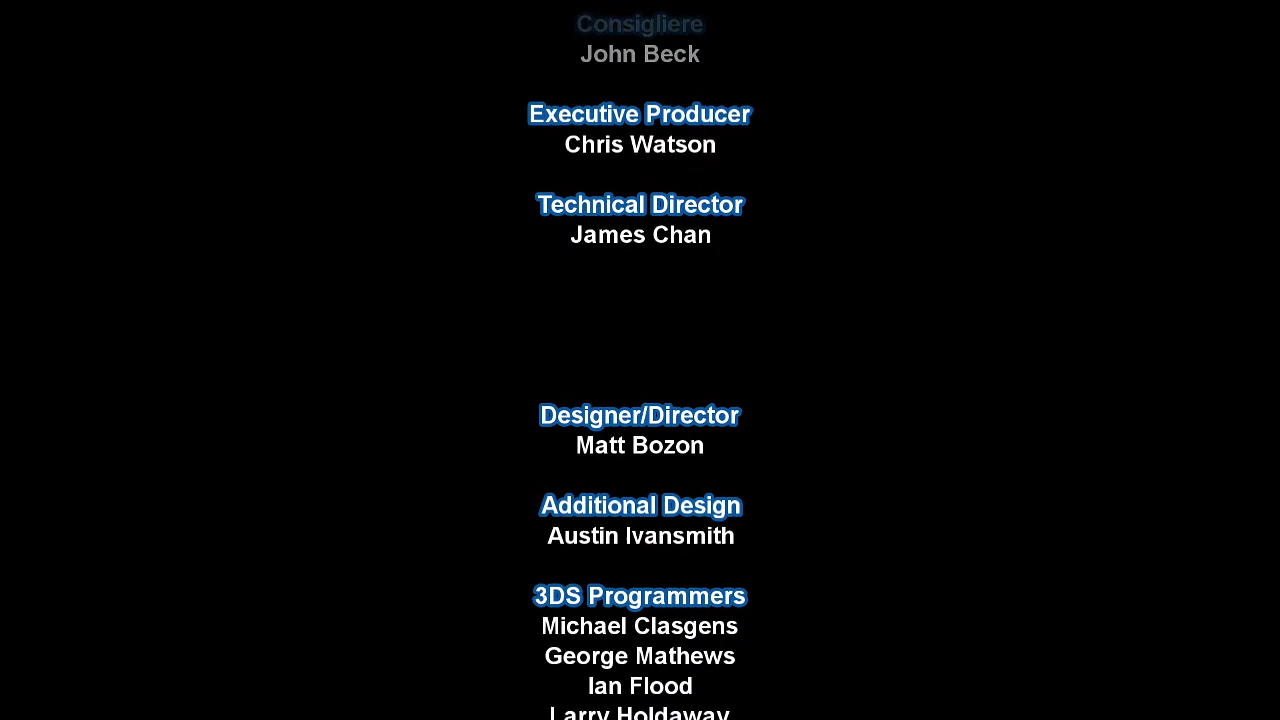 Consigliere
John Beck
Executive Producer
Chris Watson
Technical Director
James Chan
Designer/Director
Matt Bozon
Additional Design
Austin Ivansmith
3DS Programmers
Michael Clasgens
George Mathews
Ian Flood
Larry Holdaway